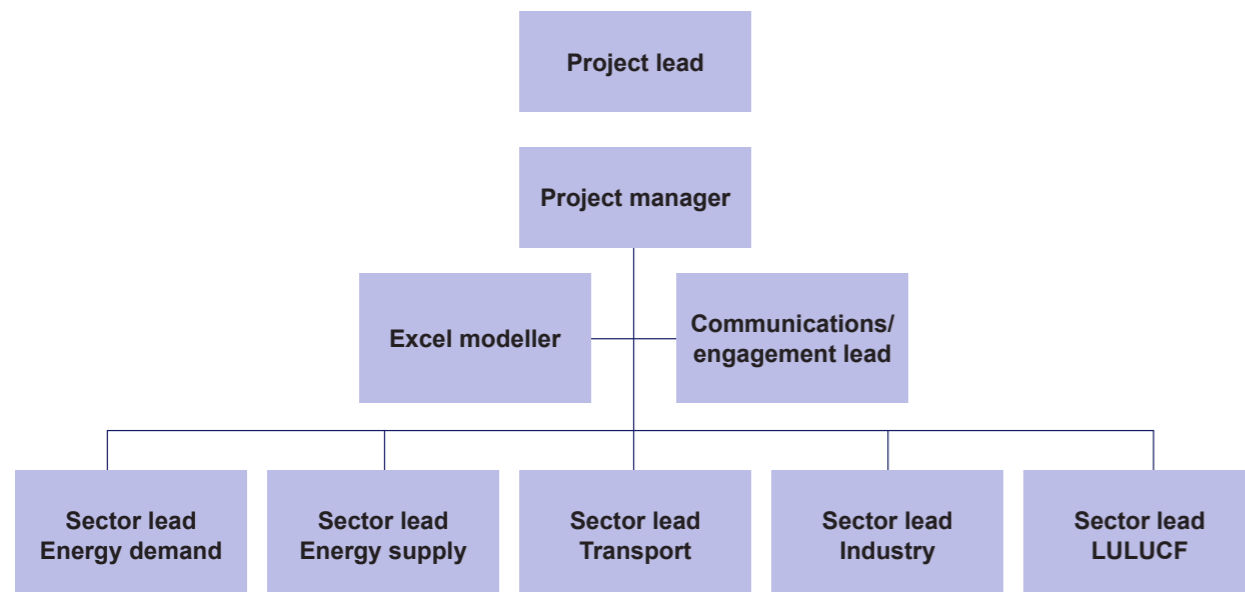 Project lead
Project manager
Excel modeller
Communications/
engagement lead
Sector lead
Energy demand
Sector lead
Energy supply
Sector lead
Transport
Sector lead
Industry
Sector lead
LULUCF